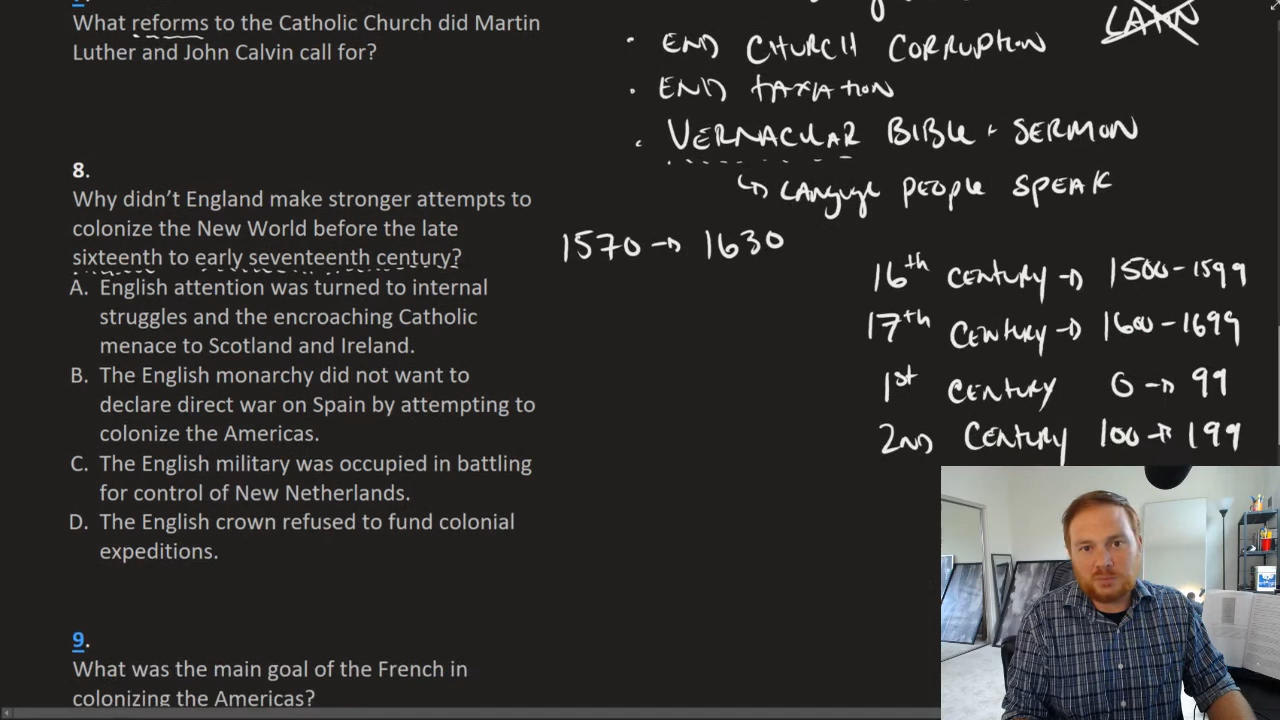 What reforms to the Catholic Church did Martin
Luther and John Calvin call for?
8.
Why didn't England make stronger attempts to
colonize the New World before the late
sixteenth to early seventeenth century?
A. English attention was turned to internal
struggles and the encroaching Catholic
menace to Scotland and Ireland.
B. The English monarchy did not want to
declare direct war on Spain by attempting to
colonize the Americas.
C. The English military was occupied in battling
for control of New Netherlands.
D. The English crown refused to fund colonial
expeditions.
9.
What was the main goal of the French in
colonizing the Americas?
• END CHURCH CORRUPTION
• END TAXATION
• VERNACULAR BIBLE + SERMON
↳ LANGUGE PEOPLE SPEAK
1570 → 1630
16th CENTURY → 1500-1599
17th CENTURY → 1600-1699
1st CENTURY 0 → 99
2ND CENTURY 100 → 199